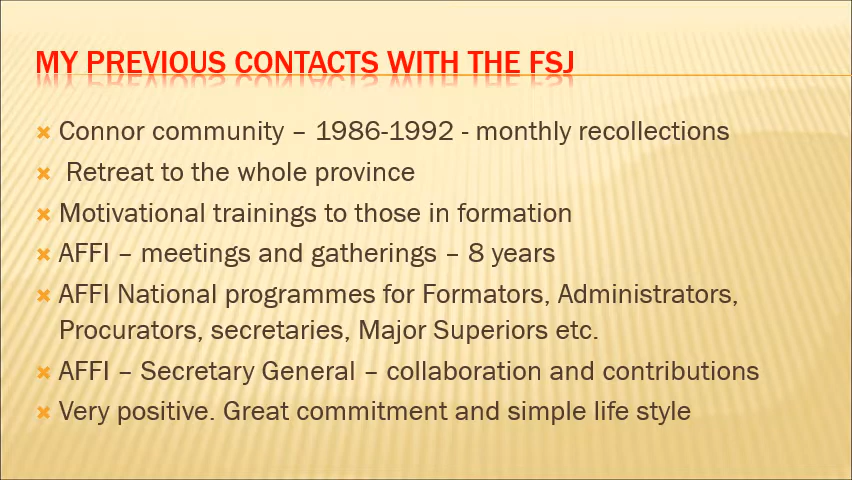 MY PREVIOUS CONTACTS WITH THE FSJ
Connor community – 1986-1992 - monthly recollections
Retreat to the whole province
Motivational trainings to those in formation
AFFI – meetings and gatherings – 8 years
AFFI National programmes for Formators, Administrators,
Procurators, secretaries, Major Superiors etc.
AFFI – Secretary General – collaboration and contributions
Very positive. Great commitment and simple life style